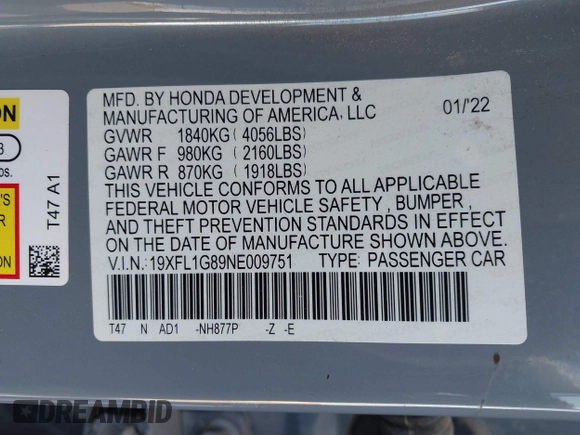 MFD. BY HONDA DEVELOPMENT &
MANUFACTURING OF AMERICA, LLC 01/'22
GVWR 1840KG ( 4056LBS)
GAWR F 980KG ( 2160LBS)
GAWR R 870KG ( 1918LBS)
THIS VEHICLE CONFORMS TO ALL APPLICABLE
FEDERAL MOTOR VEHICLE SAFETY , BUMPER ,
AND THEFT PREVENTION STANDARDS IN EFFECT
ON THE DATE OF MANUFACTURE SHOWN ABOVE.
V.I.N.:19XFL1G89NE009751 TYPE: PASSENGER CAR
T47 N AD1 -NH877P -Z -E
T47 A1
DREAMBID